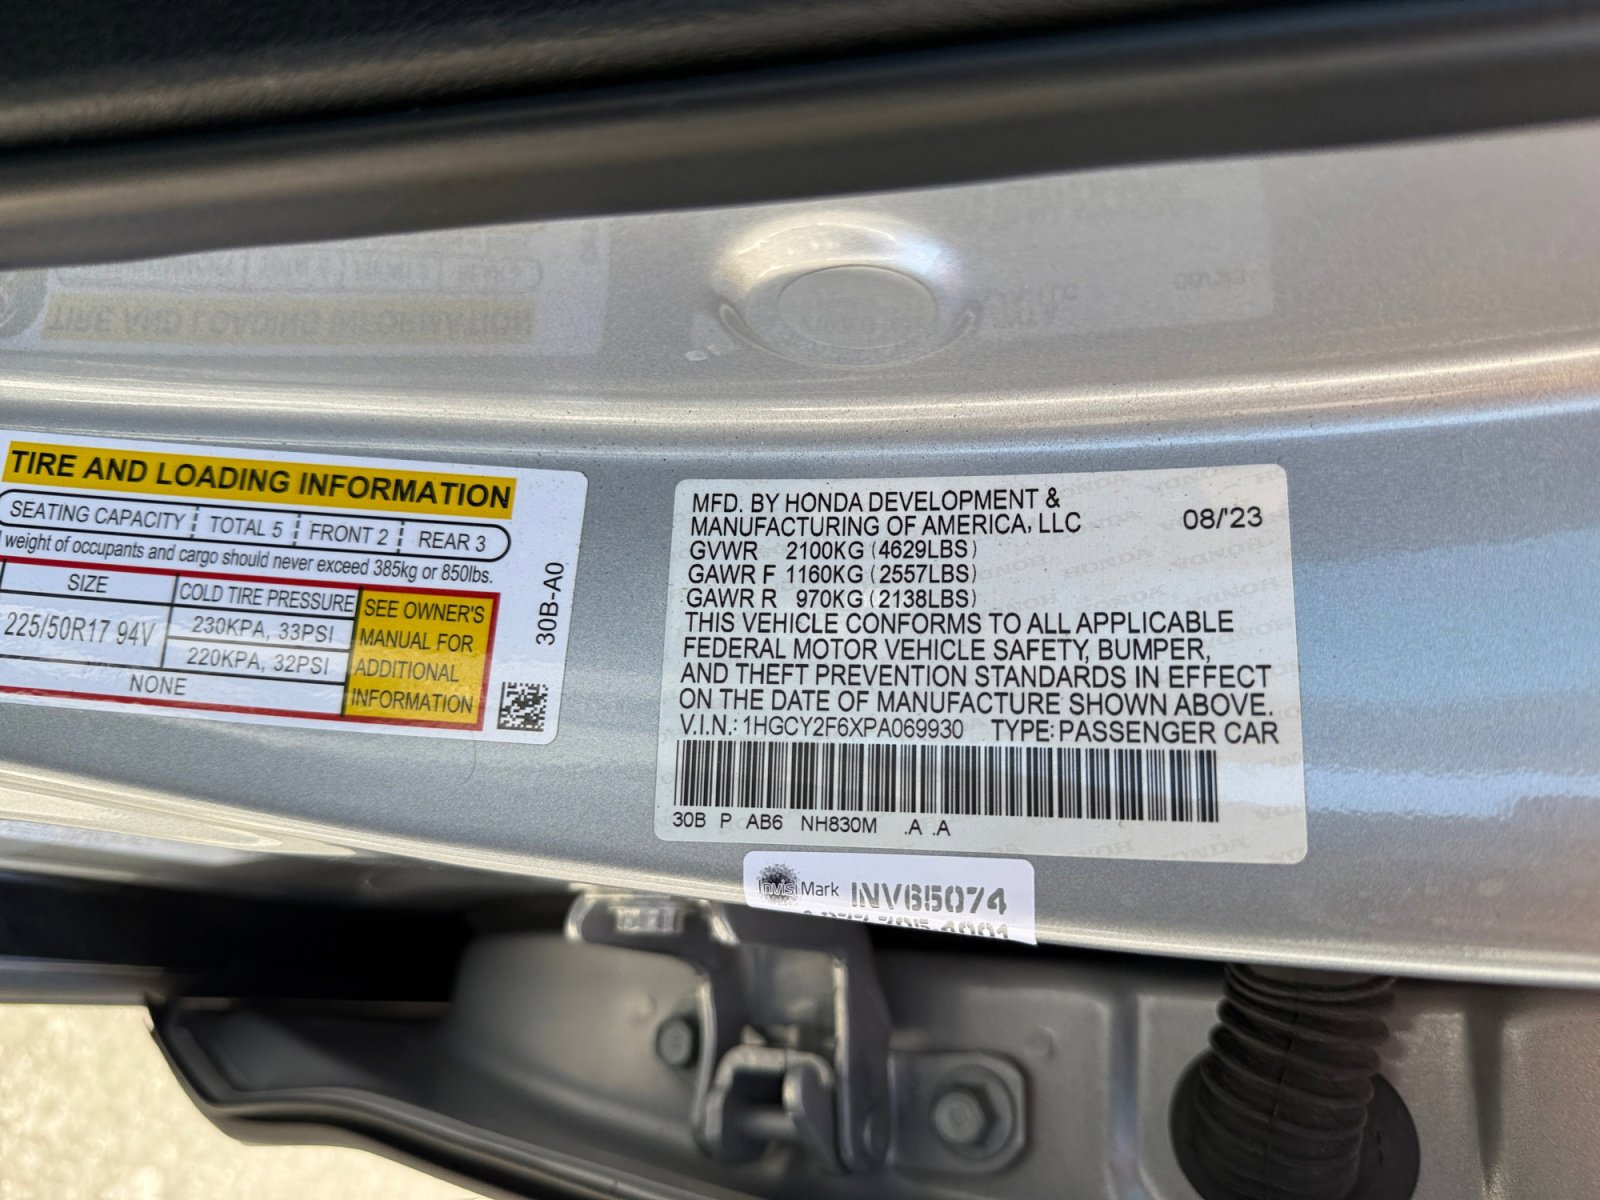 TIRE AND LOADING INFORMATION
SEATING CAPACITY TOTAL 5 FRONT 2 REAR 3
weight of occupants and cargo should never exceed 385kg or 850lbs.
SIZE COLD TIRE PRESSURE
225/50R17 94V 230KPA, 33PSI
220KPA, 32PSI
NONE
SEE OWNER'S
MANUAL FOR
ADDITIONAL
INFORMATION
30B-A0
MFD. BY HONDA DEVELOPMENT &
MANUFACTURING OF AMERICA, LLC 08/'23
GVWR 2100KG (4629LBS)
GAWR F 1160KG (2557LBS)
GAWR R 970KG (2138LBS)
THIS VEHICLE CONFORMS TO ALL APPLICABLE
FEDERAL MOTOR VEHICLE SAFETY, BUMPER,
AND THEFT PREVENTION STANDARDS IN EFFECT
ON THE DATE OF MANUFACTURE SHOWN ABOVE.
V.I.N.: 1HGCY2F6XPA069930 TYPE: PASSENGER CAR
30B P AB6 NH830M .A .A
InvisiMark INV65074